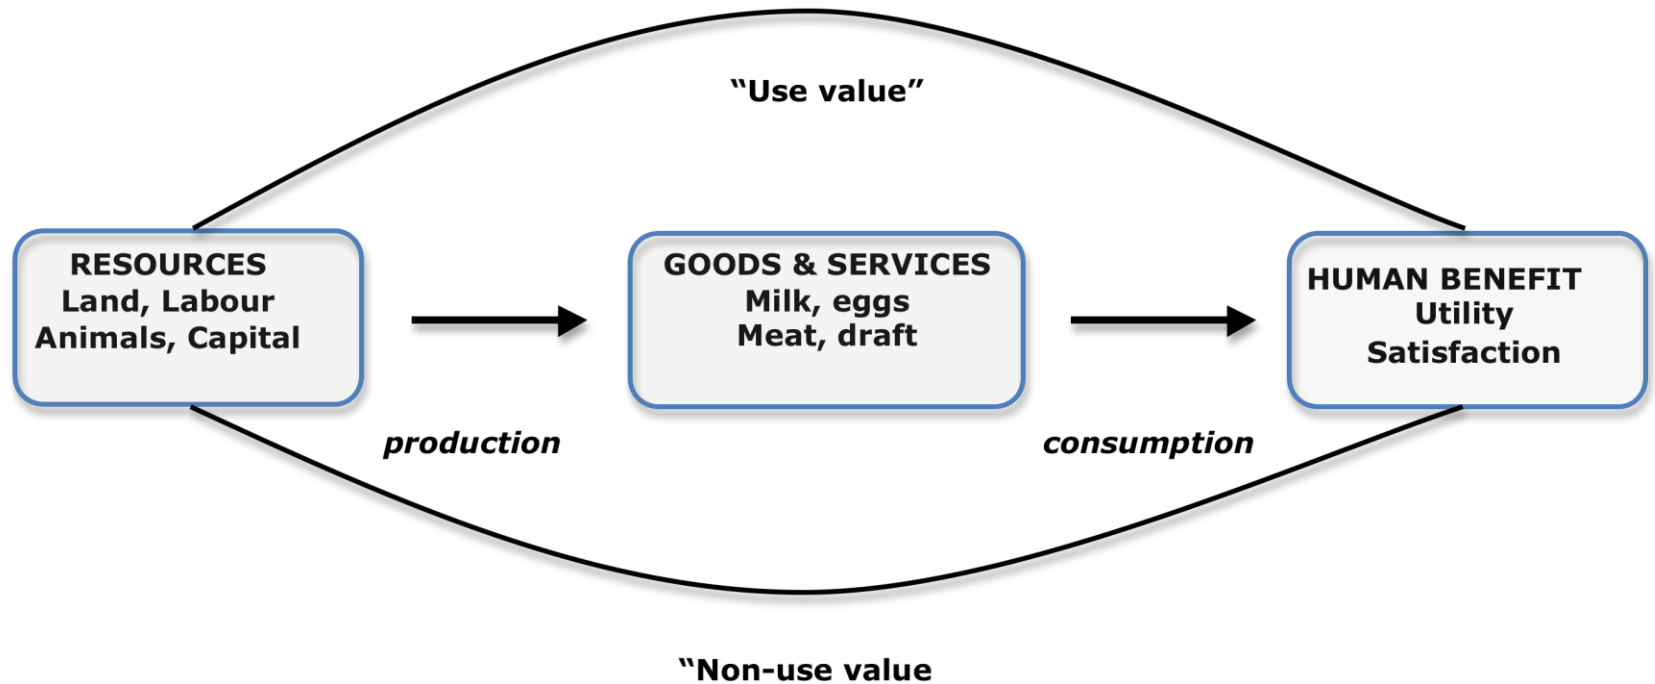 “Use value”
RESOURCES
Land, Labour
Animals, Capital
GOODS & SERVICES
Milk, eggs
Meat, draft
HUMAN BENEFIT
Utility
Satisfaction
production
consumption
“Non-use value